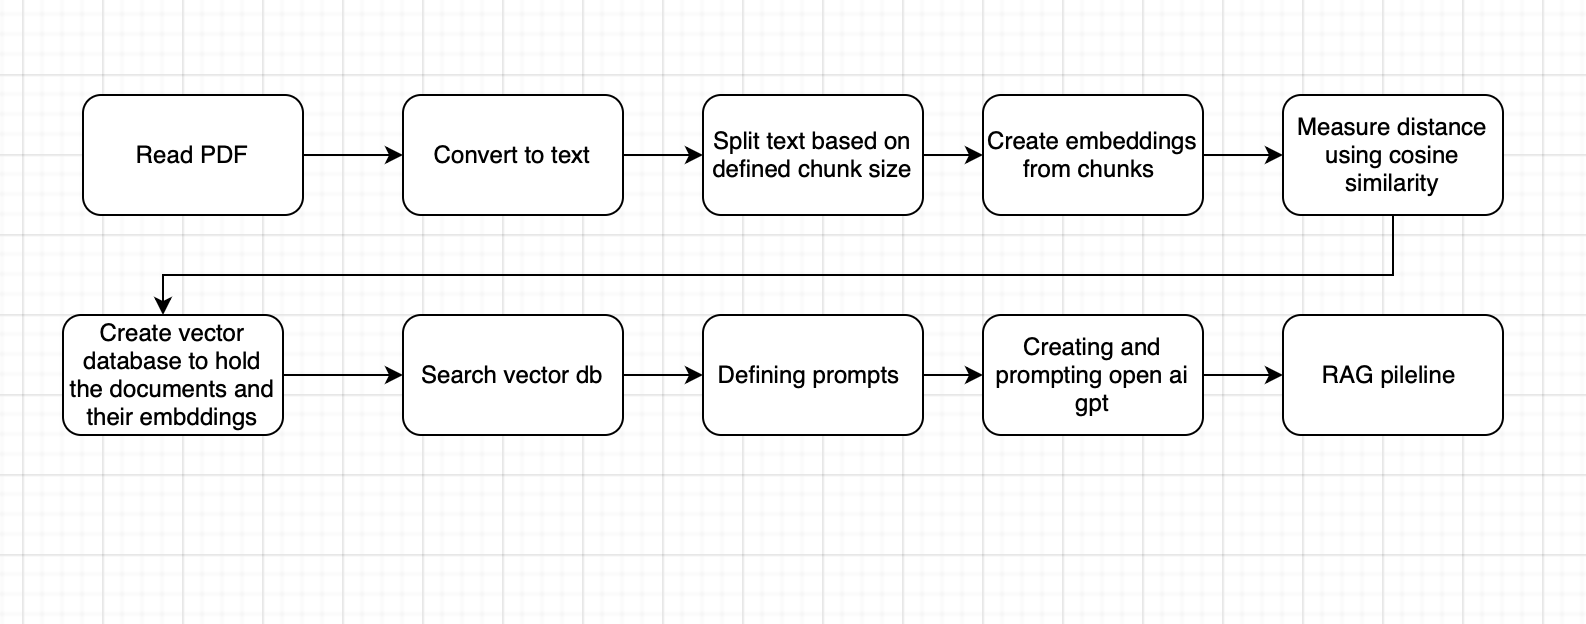 Read PDF
Convert to text
Split text based on
defined chunk size
Create embeddings
from chunks
Measure distance
using cosine
similarity
Create vector
database to hold
the documents and
their embddings
Search vector db
Defining prompts
Creating and
prompting open ai
gpt
RAG pileline